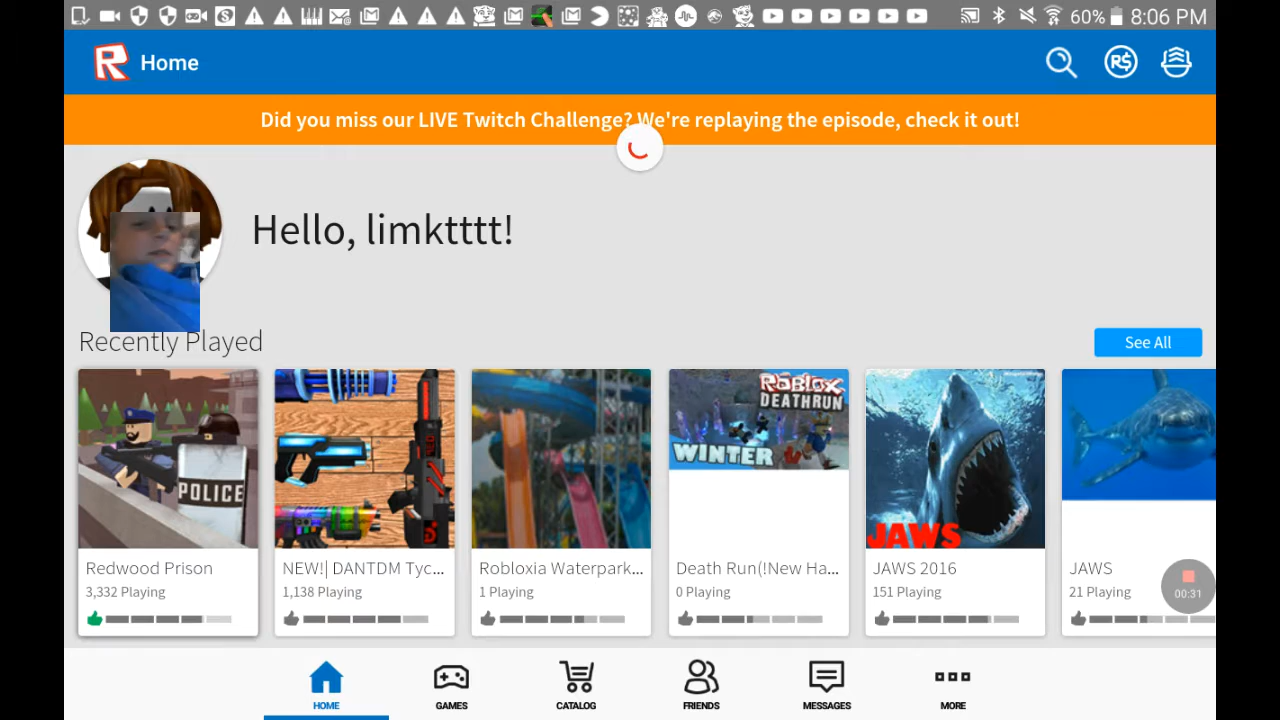 60% 8:06 PM
Home
R$
Did you miss our LIVE Twitch Challenge? We're replaying the episode, check it out!
Hello, limktttt!
Recently Played
See All
POLICE
ROBLOX
DEATHRUN
WINTER
JAWS
Redwood Prison
NEW!| DANTDM Tyc...
Robloxia Waterpark...
Death Run(!New Ha...
JAWS 2016
JAWS
3,332 Playing
1,138 Playing
1 Playing
0 Playing
151 Playing
21 Playing
00:31
HOME
GAMES
CATALOG
FRIENDS
MESSAGES
MORE